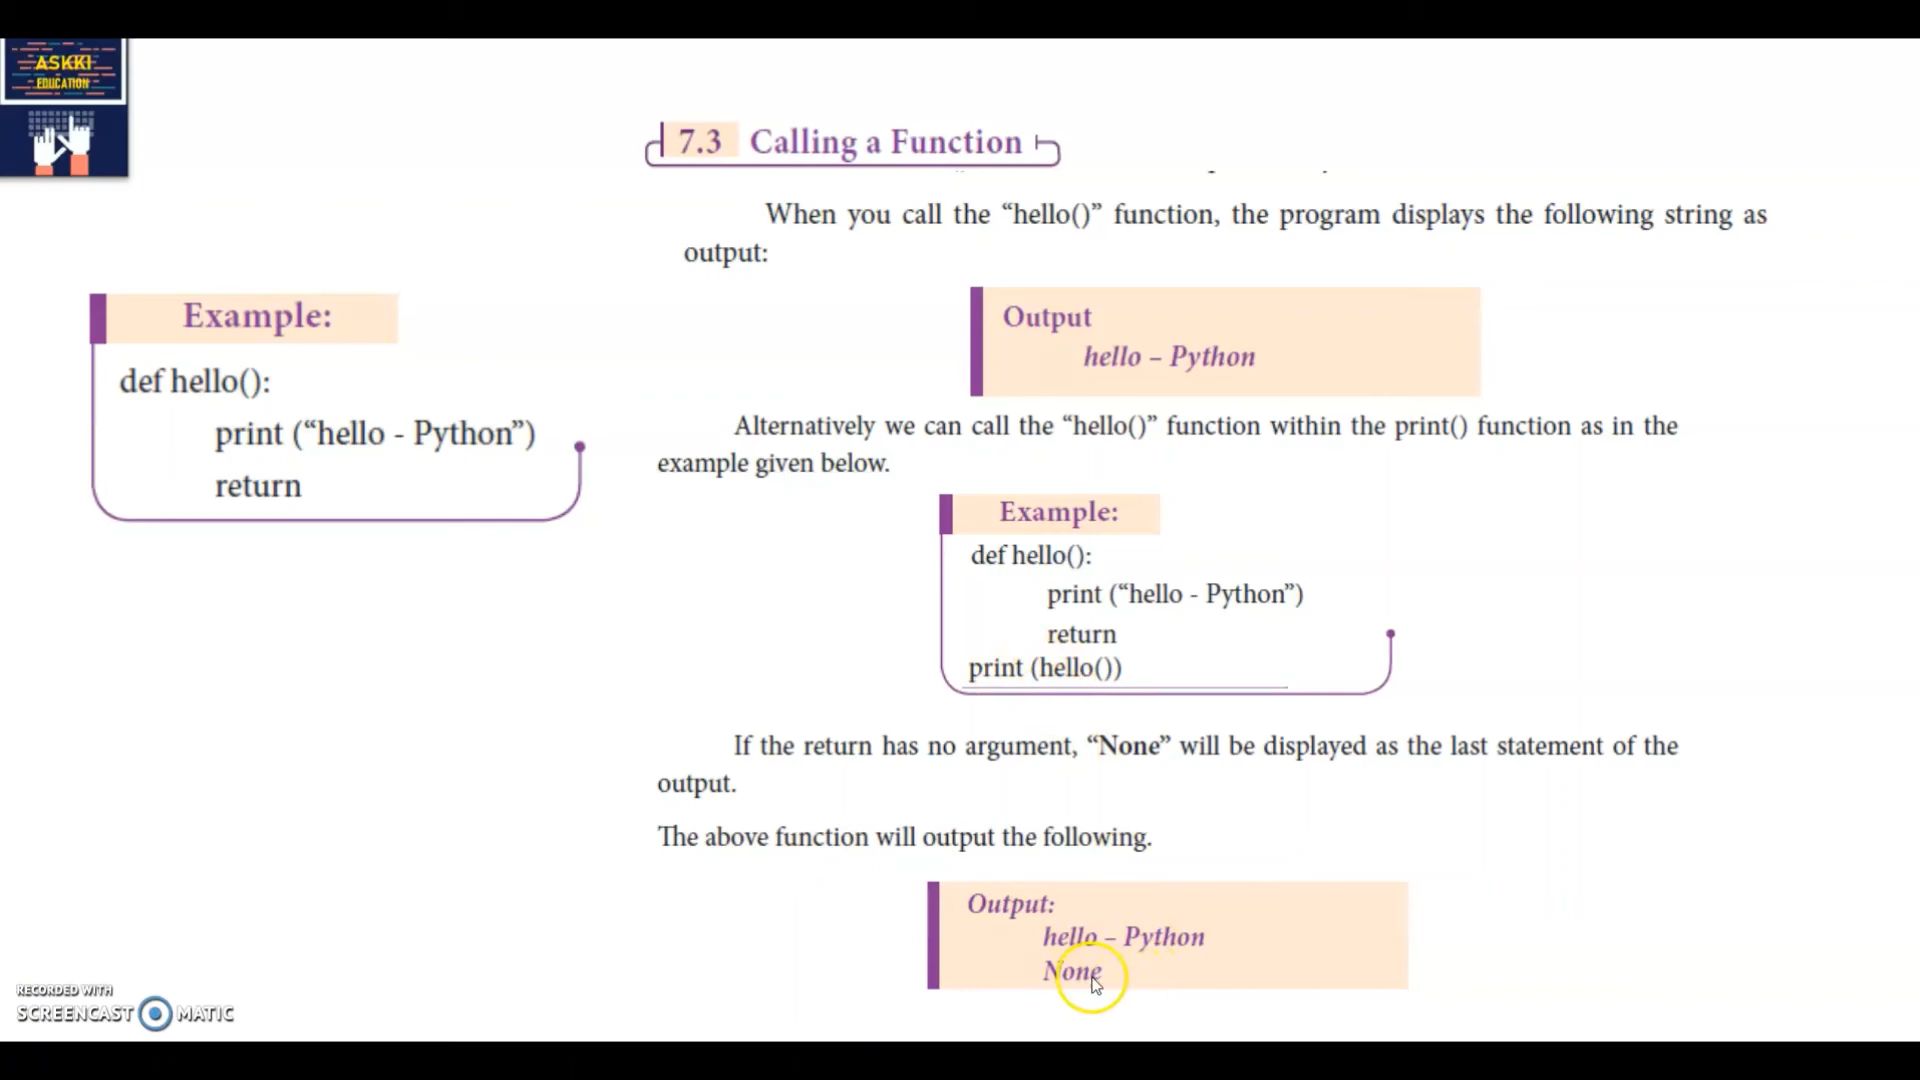 ASKKI
EDUCATION
7.3 Calling a Function
When you call the “hello()” function, the program displays the following string as
output:
Example:
def hello():
print (“hello - Python”)
return
Output
hello – Python
Alternatively we can call the “hello()” function within the print() function as in the
example given below.
Example:
def hello():
print (“hello - Python”)
return
print (hello())
If the return has no argument, “None” will be displayed as the last statement of the
output.
The above function will output the following.
Output:
hello – Python
None
RECORDED WITH
SCREENCAST MATIC